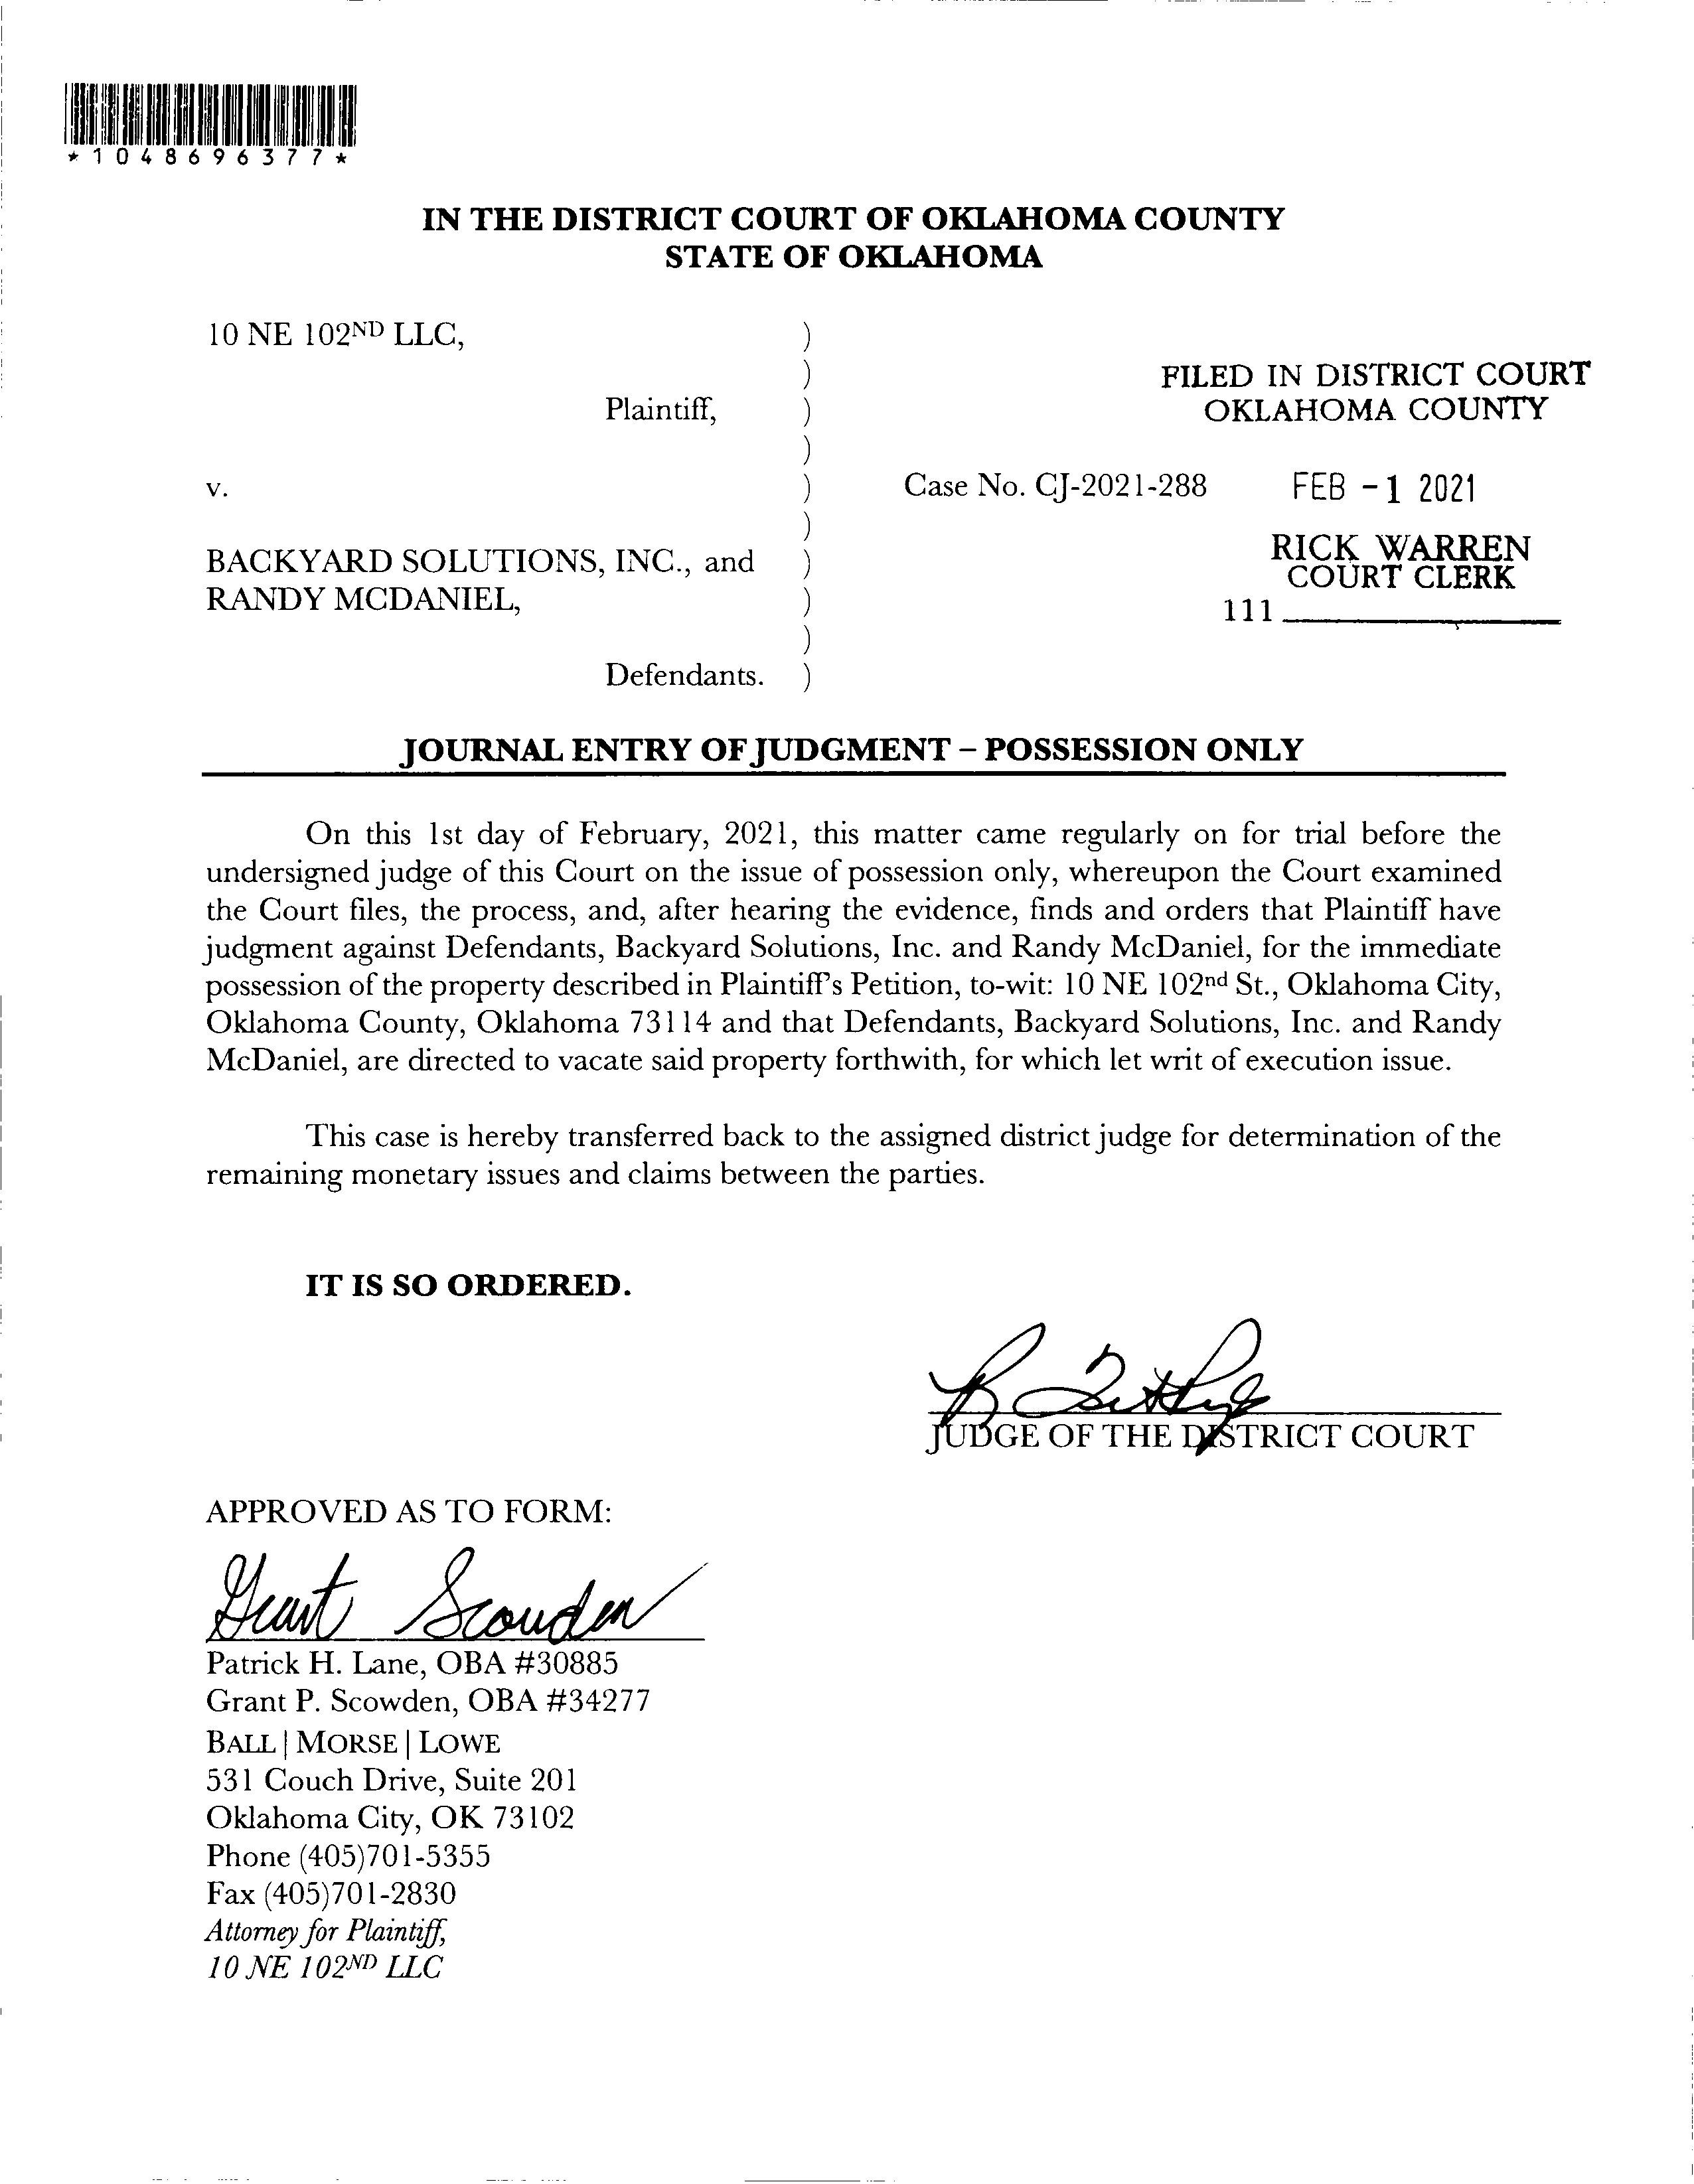 *1048696377*
IN THE DISTRICT COURT OF OKLAHOMA COUNTY
STATE OF OKLAHOMA
10 NE 102ND LLC,
Plaintiff,
v.
BACKYARD SOLUTIONS, INC., and
RANDY MCDANIEL,
Defendants.
)
)
)
)
)
)
)
)
)
)
Case No. CJ-2021-288
FILED IN DISTRICT COURT
OKLAHOMA COUNTY
FEB -1 2021
RICK WARREN
COURT CLERK
111
JOURNAL ENTRY OF JUDGMENT – POSSESSION ONLY
On this 1st day of February, 2021, this matter came regularly on for trial before the
undersigned judge of this Court on the issue of possession only, whereupon the Court examined
the Court files, the process, and, after hearing the evidence, finds and orders that Plaintiff have
judgment against Defendants, Backyard Solutions, Inc. and Randy McDaniel, for the immediate
possession of the property described in Plaintiff's Petition, to-wit: 10 NE 102nd St., Oklahoma City,
Oklahoma County, Oklahoma 73114 and that Defendants, Backyard Solutions, Inc. and Randy
McDaniel, are directed to vacate said property forthwith, for which let writ of execution issue.
This case is hereby transferred back to the assigned district judge for determination of the
remaining monetary issues and claims between the parties.
IT IS SO ORDERED.
JUDGE OF THE DISTRICT COURT
APPROVED AS TO FORM:
Grant Scowden
Patrick H. Lane, OBA #30885
Grant P. Scowden, OBA #34277
BALL | MORSE | LOWE
531 Couch Drive, Suite 201
Oklahoma City, OK 73102
Phone (405)701-5355
Fax (405)701-2830
Attorney for Plaintiff,
10 NE 102ND LLC